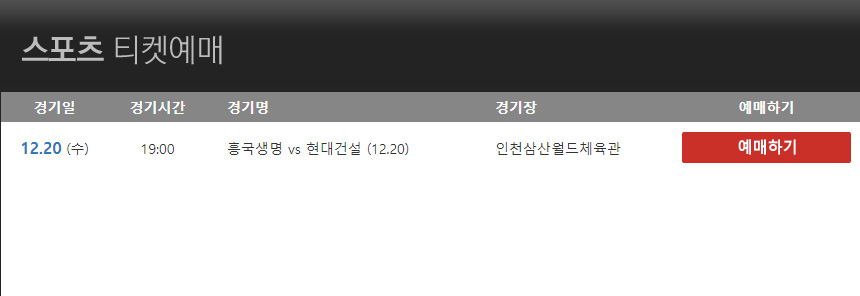 스포츠 티켓예매
경기일 경기시간 경기명 경기장 예매하기
12.20 (수) 19:00 흥국생명 vs 현대건설 (12.20) 인천삼산월드체육관 예매하기